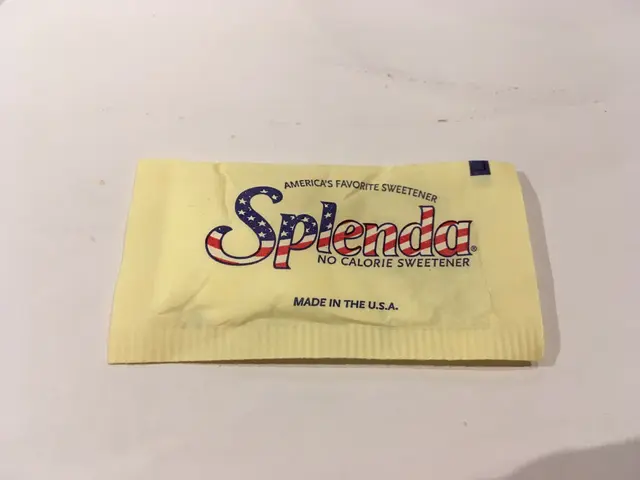 AMERICA'S FAVORITE SWEETENER
Splenda®
NO CALORIE SWEETENER
MADE IN THE U.S.A.